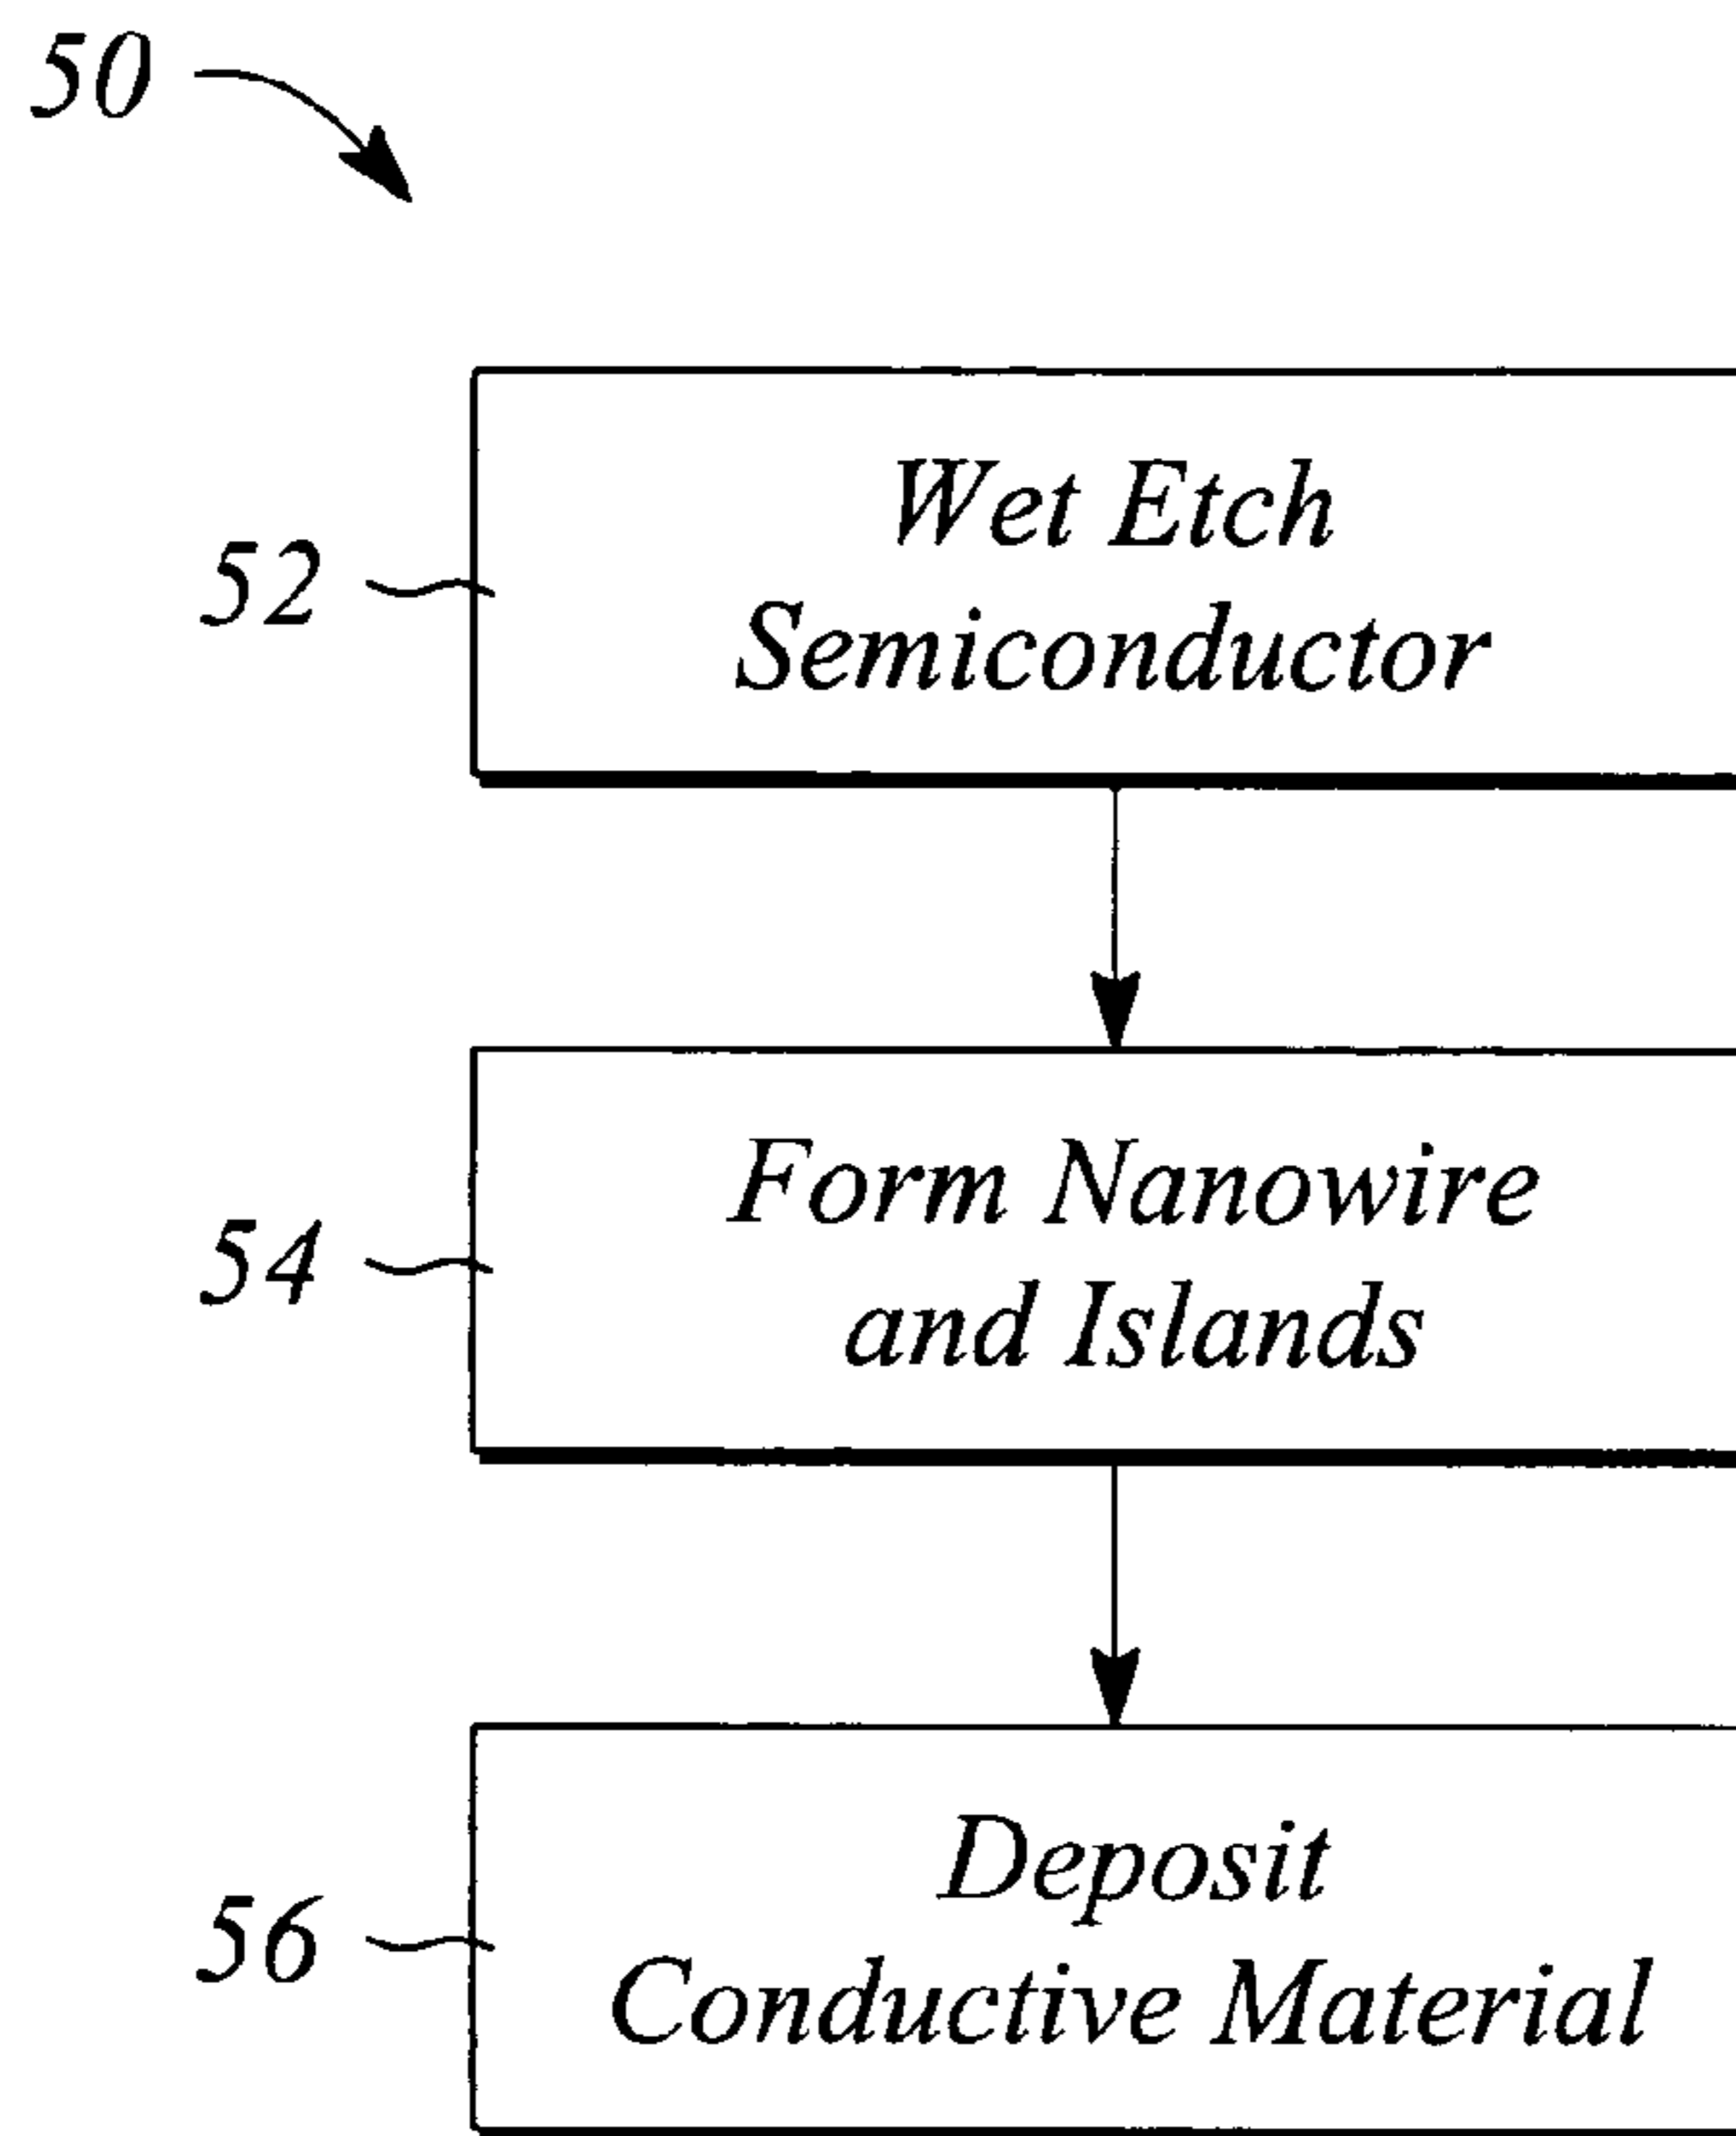 50
52
Wet Etch
Semiconductor
54
Form Nanowire
and Islands
56
Deposit
Conductive Material